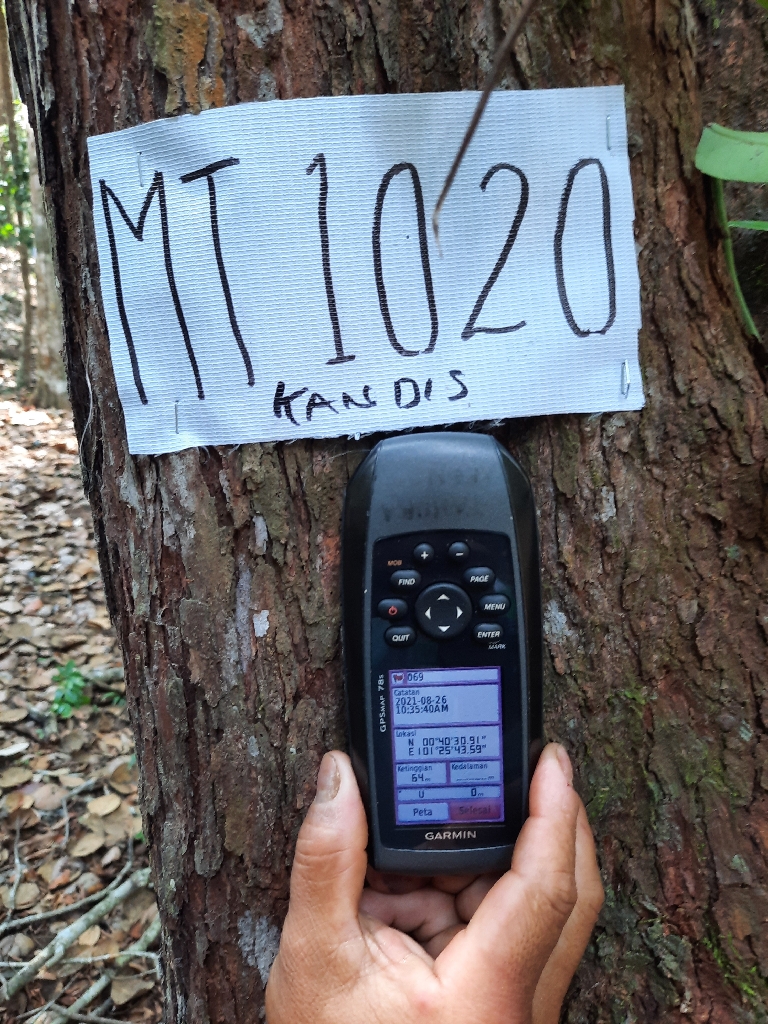 MT 1020
KANDIS
MOB
+ -
FIND PAGE
MENU
QUIT ENTER
MARK
GPSMAP 78s
069
Catatan
2021-08-26
10:35:40AM
Lokasi
N 00°40'30.91"
E101°25'43.59"
Ketinggian Kedalaman
64m
U 0m
Peta Selesai
GARMIN